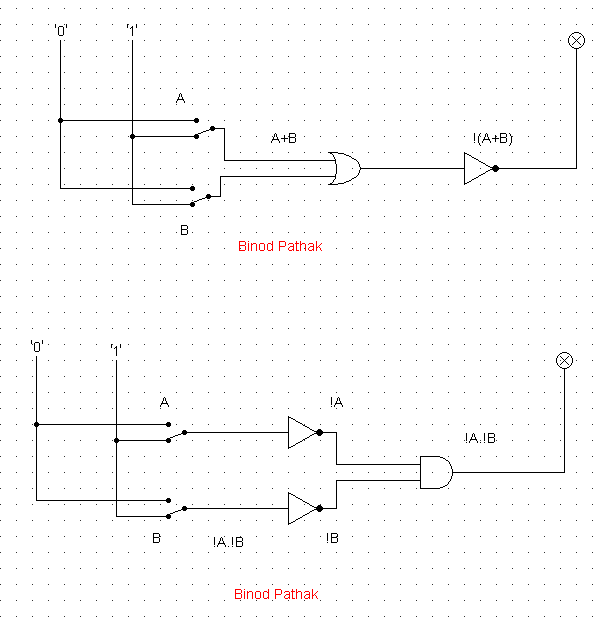 '0' '1'
A
A+B !(A+B)
B
Binod Pathak
'0' '1'
A !A
!A.!B
B !A.!B !B
Binod Pathak